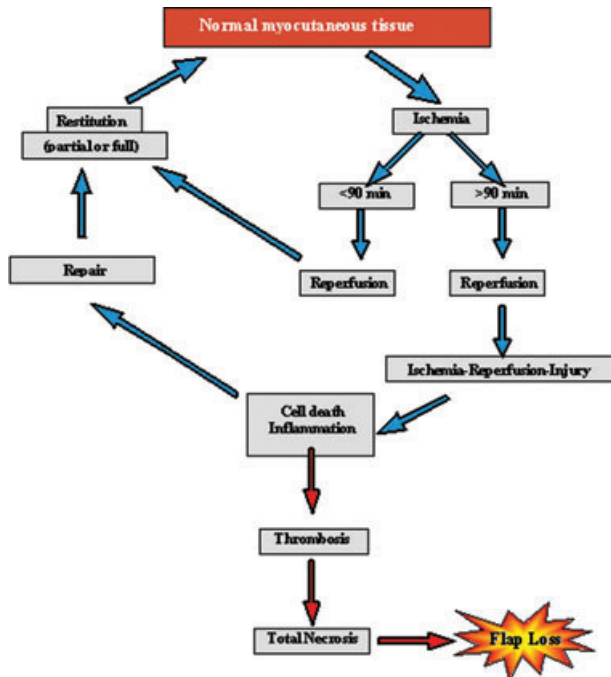 Normal myocutaneous tissue
Restitution
(partial or full)
Ischemia
<90 min
>90 min
Repair
Reperfusion
Reperfusion
Ischemia-Reperfusion-Injury
Cell death
Inflammation
Thrombosis
Total Necrosis
Flap Loss